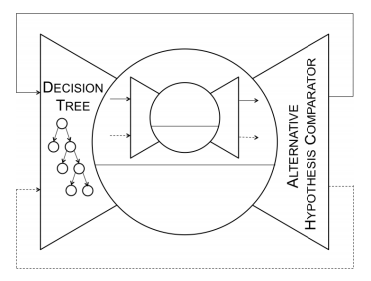 DECISION
TREE
ALTERNATIVE
HYPOTHESIS COMPARATOR